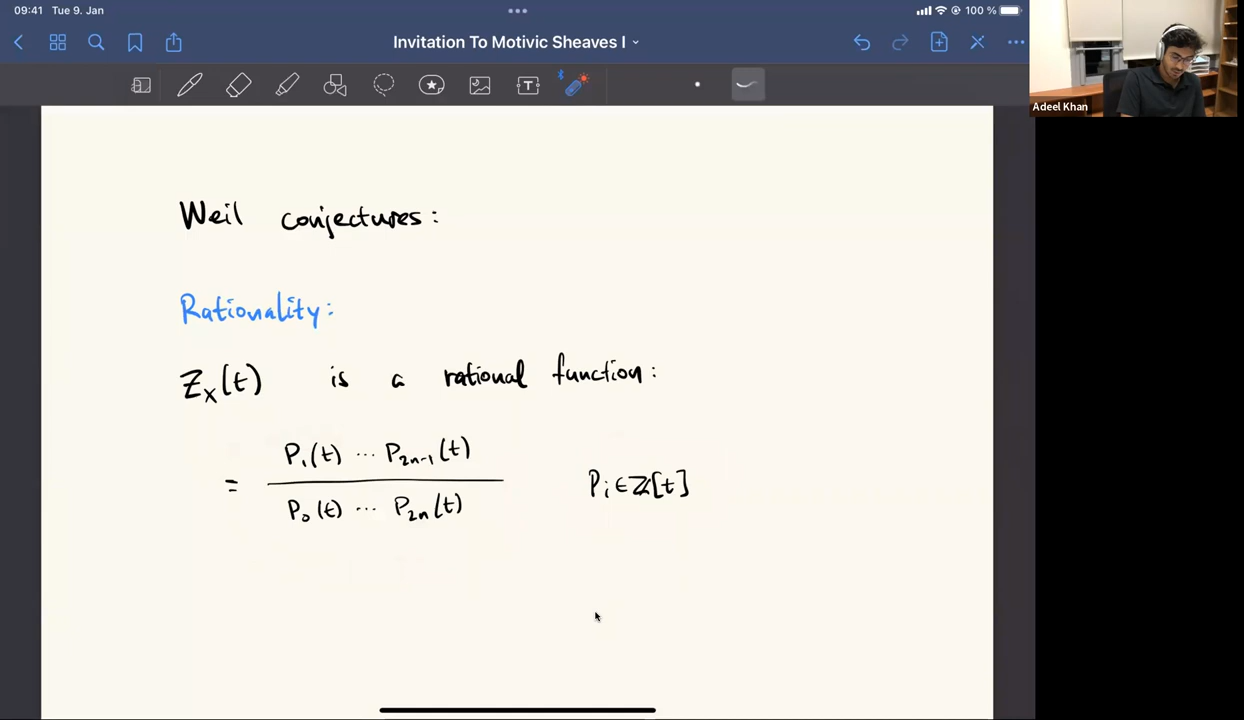 09:41 Tue 9. Jan
100 %
Invitation To Motivic Sheaves I
Adeel Khan
Weil conjectures:
Rationality:
Z_X(t) is a rational function:
= P₁(t) ⋯ P₂ₙ₋₁(t) / P₀(t) ⋯ P₂ₙ(t) Pᵢ ∈ ℤ[t]